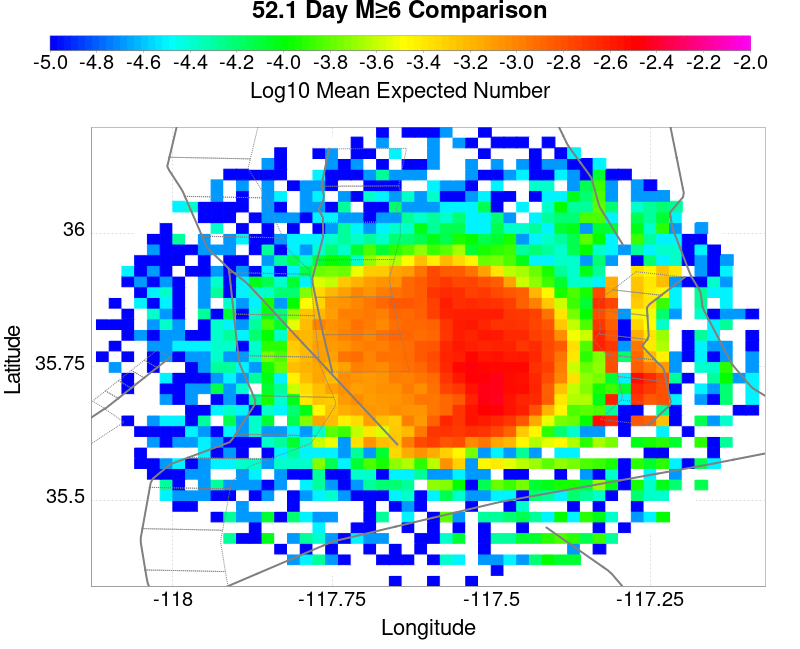 52.1 Day M≥6 Comparison
-5.0 -4.8 -4.6 -4.4 -4.2 -4.0 -3.8 -3.6 -3.4 -3.2 -3.0 -2.8 -2.6 -2.4 -2.2 -2.0
Log10 Mean Expected Number
36
35.75
35.5
Latitude
-118 -117.75 -117.5 -117.25
Longitude